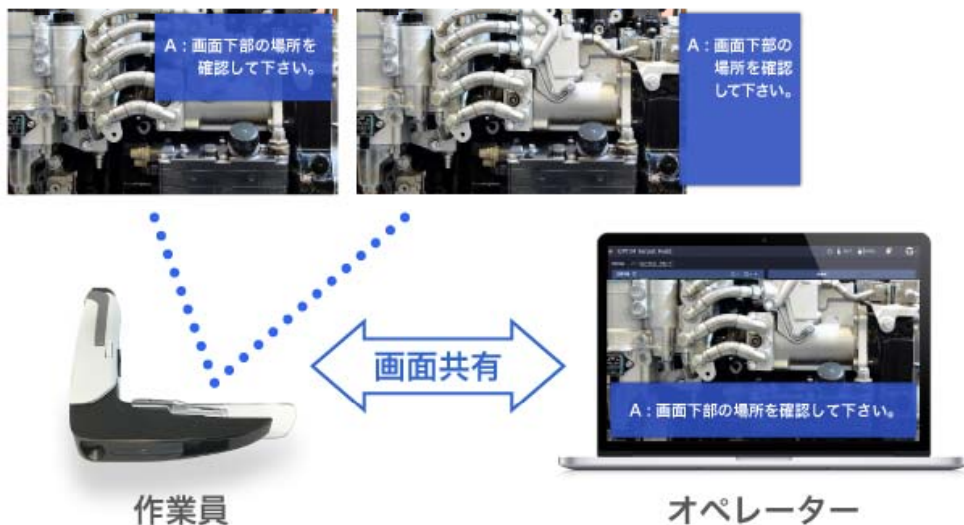 A：画面下部の場所を
確認して下さい。
A：画面下部の
場所を確認
して下さい。
画面共有
A：画面下部の場所を確認して下さい。
作業員
オペレーター